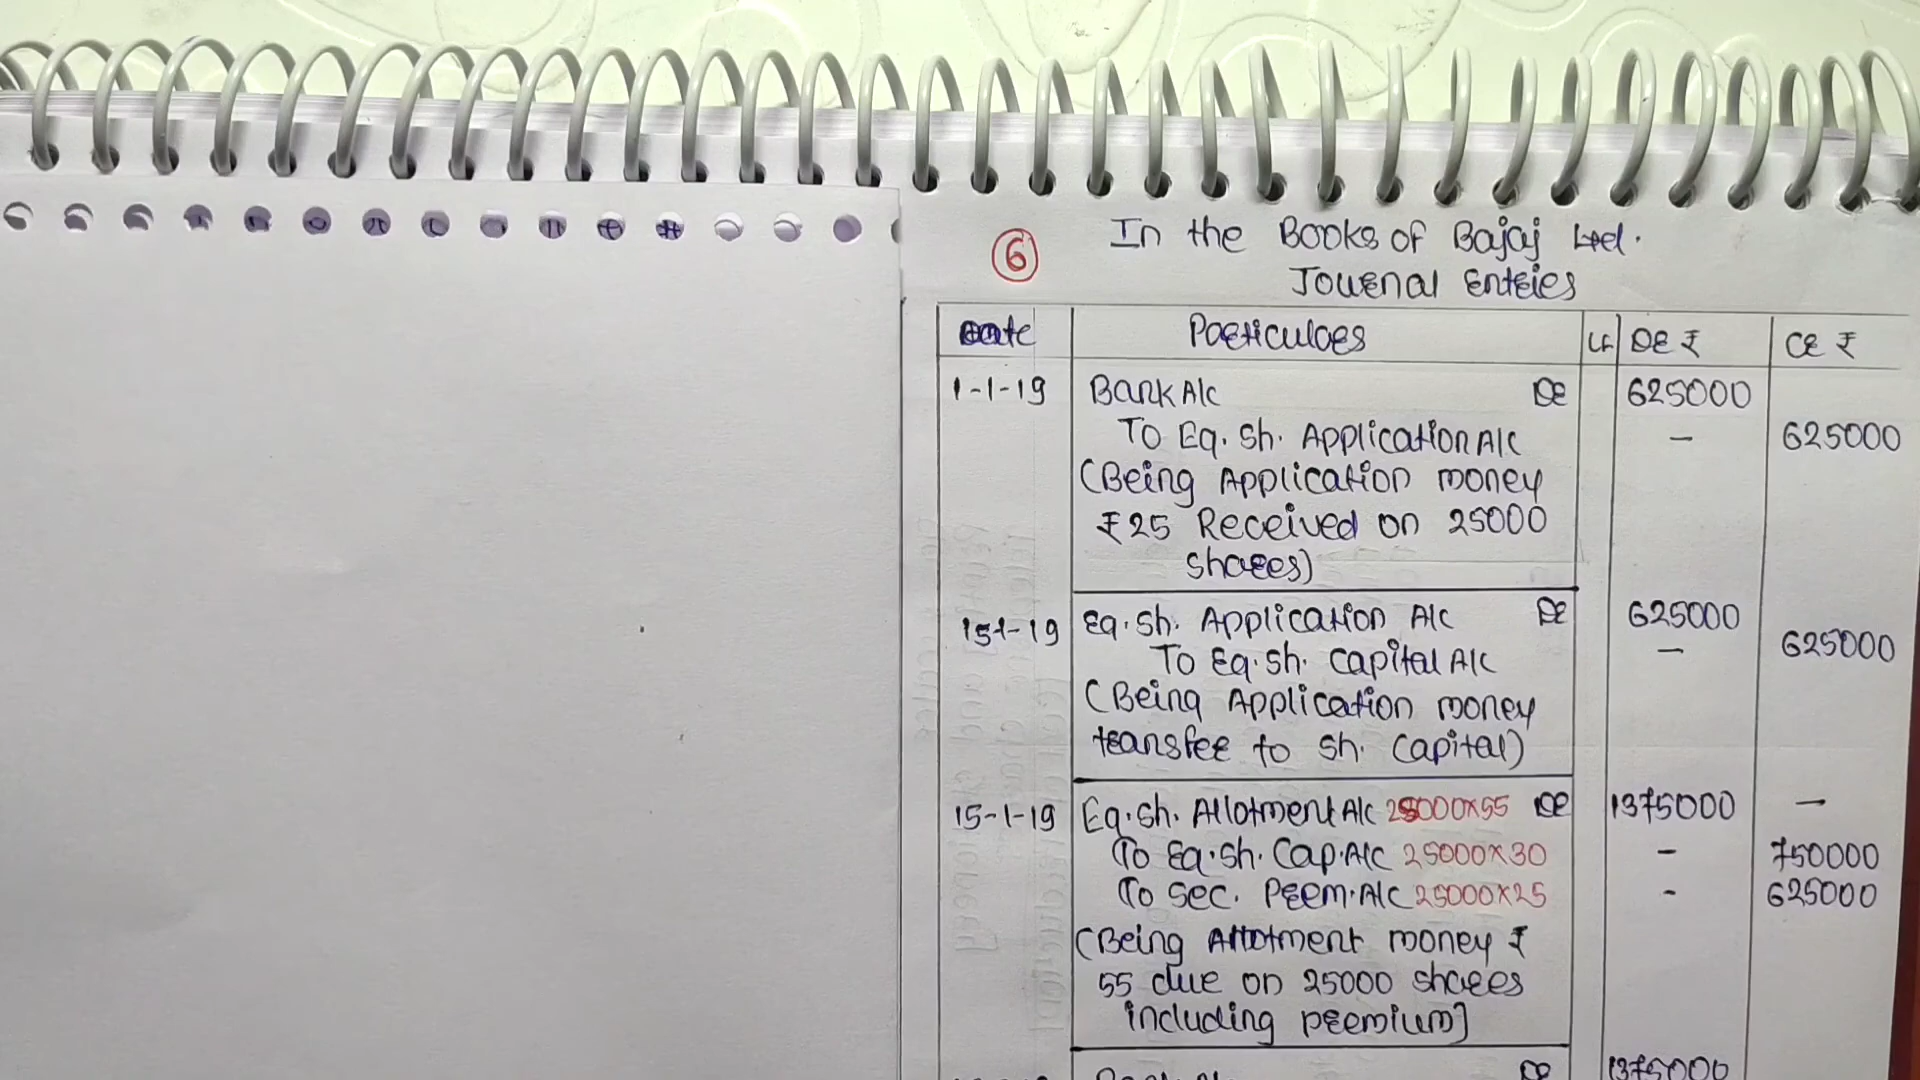 6
In the Books of Bajaj Ltd.
Journal Entries
Date Particulars LF DR ₹ CR ₹
1-1-19 Bank A/c DR 625000
To Eq. Sh. Application A/c - 625000
(Being Application money
₹25 Received on 25000
shares)
15-1-19 Eq. Sh. Application A/c DR 625000
To Eq. Sh. Capital A/c - 625000
(Being Application money
transfer to Sh. Capital)
15-1-19 Eq. Sh. Allotment A/c 25000x55 DR 1375000 -
To Eq. Sh. Cap. A/c 25000x30 - 750000
To Sec. Prem. A/c 25000x25 - 625000
(Being Allotment money ₹
55 due on 25000 shares
including premium]
Bank A/c DR 1375000